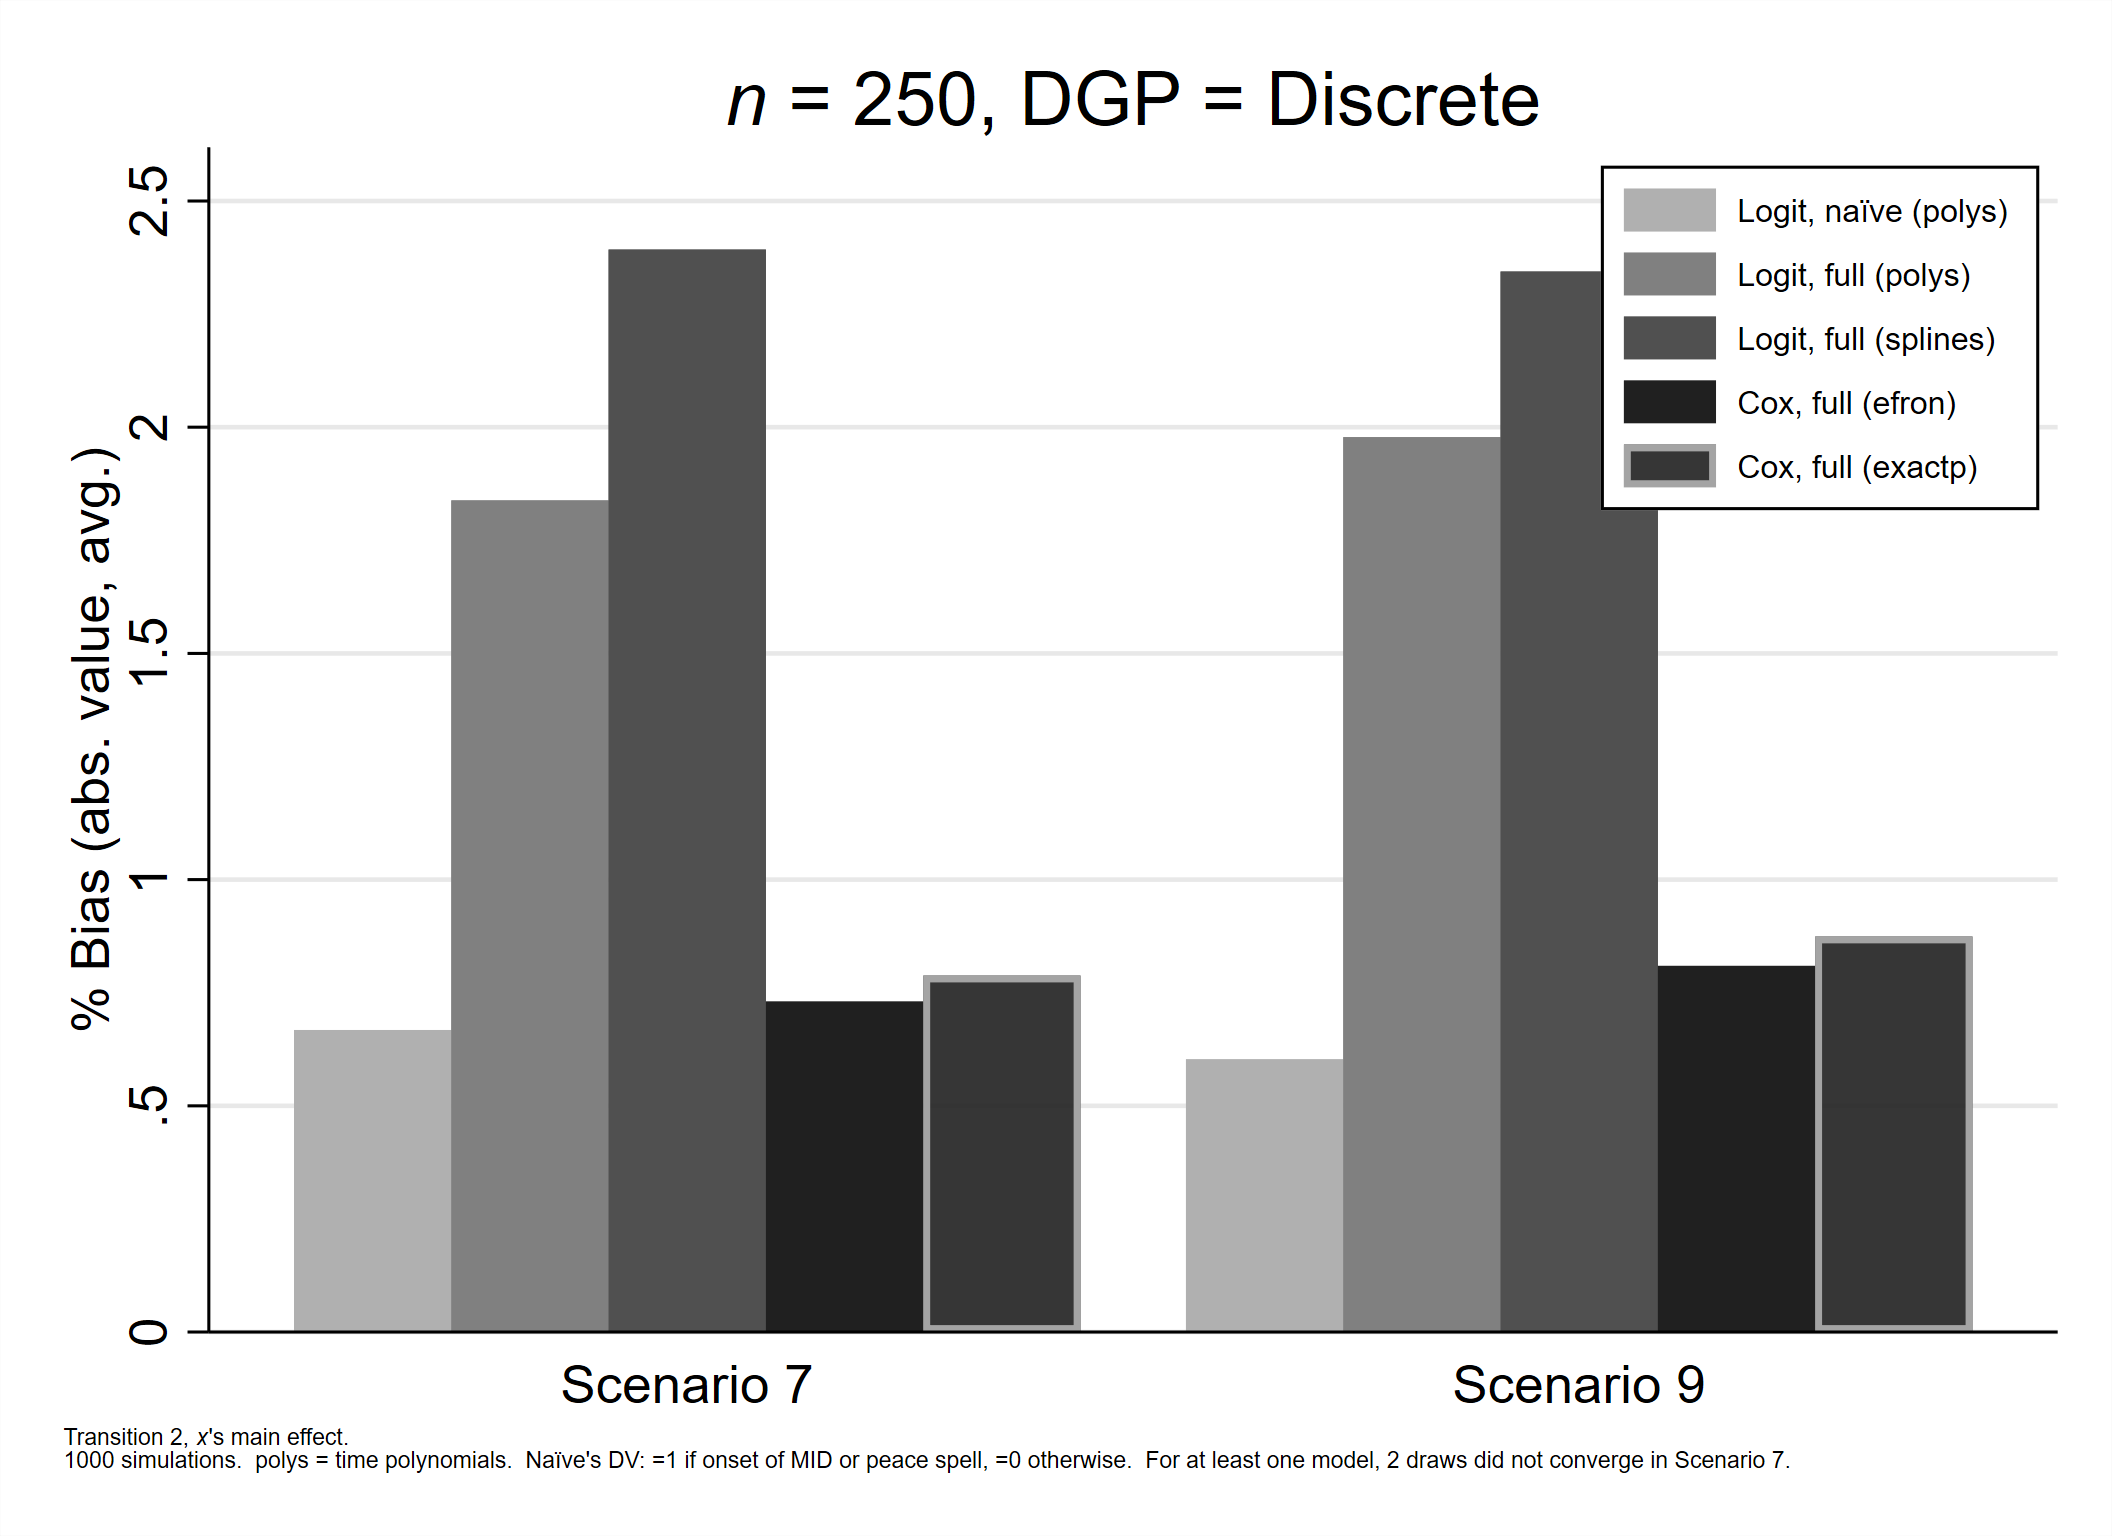 n = 250, DGP = Discrete
% Bias (abs. value, avg.)
2.5
2
1.5
1
.5
0
Logit, naïve (polys)
Logit, full (polys)
Logit, full (splines)
Cox, full (efron)
Cox, full (exactp)
Scenario 7
Scenario 9
Transition 2, x's main effect.
1000 simulations.  polys = time polynomials.  Naïve's DV: =1 if onset of MID or peace spell, =0 otherwise.  For at least one model, 2 draws did not converge in Scenario 7.